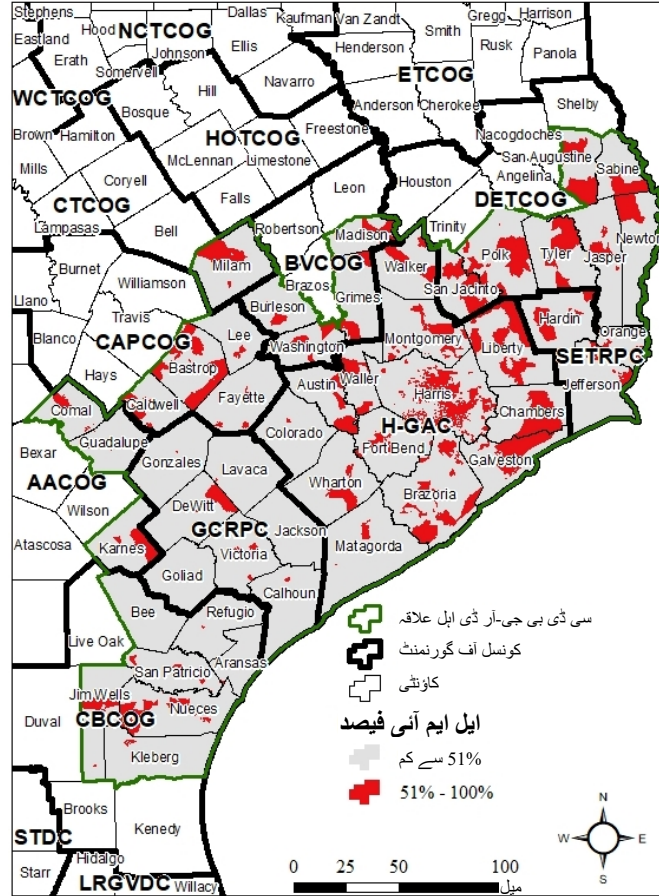 Stephens
Eastland
Hood
NCTCOG
Johnson
Dallas
Ellis
Kaufman
Van Zandt
Smith
Gregg
Harrison
Erath
Somervell
Hill
Navarro
Henderson
ETCOG
Rusk
Panola
WCTCOG
Bosque
Anderson
Cherokee
Shelby
Brown
Hamilton
HOTCOG
Freestone
Nacogdoches
Mills
McLennan
Limestone
San Augustine
Sabine
Coryell
Leon
Houston
Angelina
CTCOG
Falls
DETCOG
Lampasas
Bell
Robertson
Madison
Trinity
Newton
Burnet
Milam
BVCOG
Walker
Polk
Tyler
Jasper
Williamson
Brazos
Grimes
San Jacinto
Llano
Burleson
Travis
Lee
Washington
Montgomery
Hardin
Orange
Blanco
CAPCOG
Liberty
SETRPC
Hays
Bastrop
Austin
Waller
Harris
Jefferson
Comal
Caldwell
Fayette
Chambers
Guadalupe
Colorado
H-GAC
Bexar
Gonzales
Lavaca
Fort Bend
Galveston
AACOG
Wharton
Wilson
DeWitt
Brazoria
Atascosa
Karnes
GCRPC
Jackson
Matagorda
Victoria
Goliad
Calhoun
Bee
Refugio
Live Oak
Aransas
San Patricio
Jim Wells
Nueces
Duval
CBCOG
Kleberg
Brooks
Kenedy
STDC
Hidalgo
Starr
LRGVDC
Willacy
سی ڈی بی جی-آر ڈی اہل علاقہ
کونسل آف گورنمنٹ
کاؤنٹی
ایل ایم آئی فیصد
51% سے کم
51% - 100%
N
W
E
S
0 25 50 100
میل